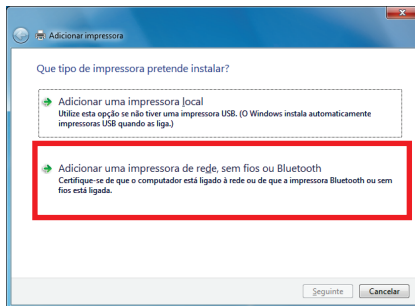 Adicionar impressora
Que tipo de impressora pretende instalar?
Adicionar uma impressora local
Utilize esta opção se não tiver uma impressora USB. (O Windows instala automaticamente
impressoras USB quando as liga.)
Adicionar uma impressora de rede, sem fios ou Bluetooth
Certifique-se de que o computador está ligado à rede ou de que a impressora Bluetooth ou sem
fios está ligada.
Seguinte Cancelar